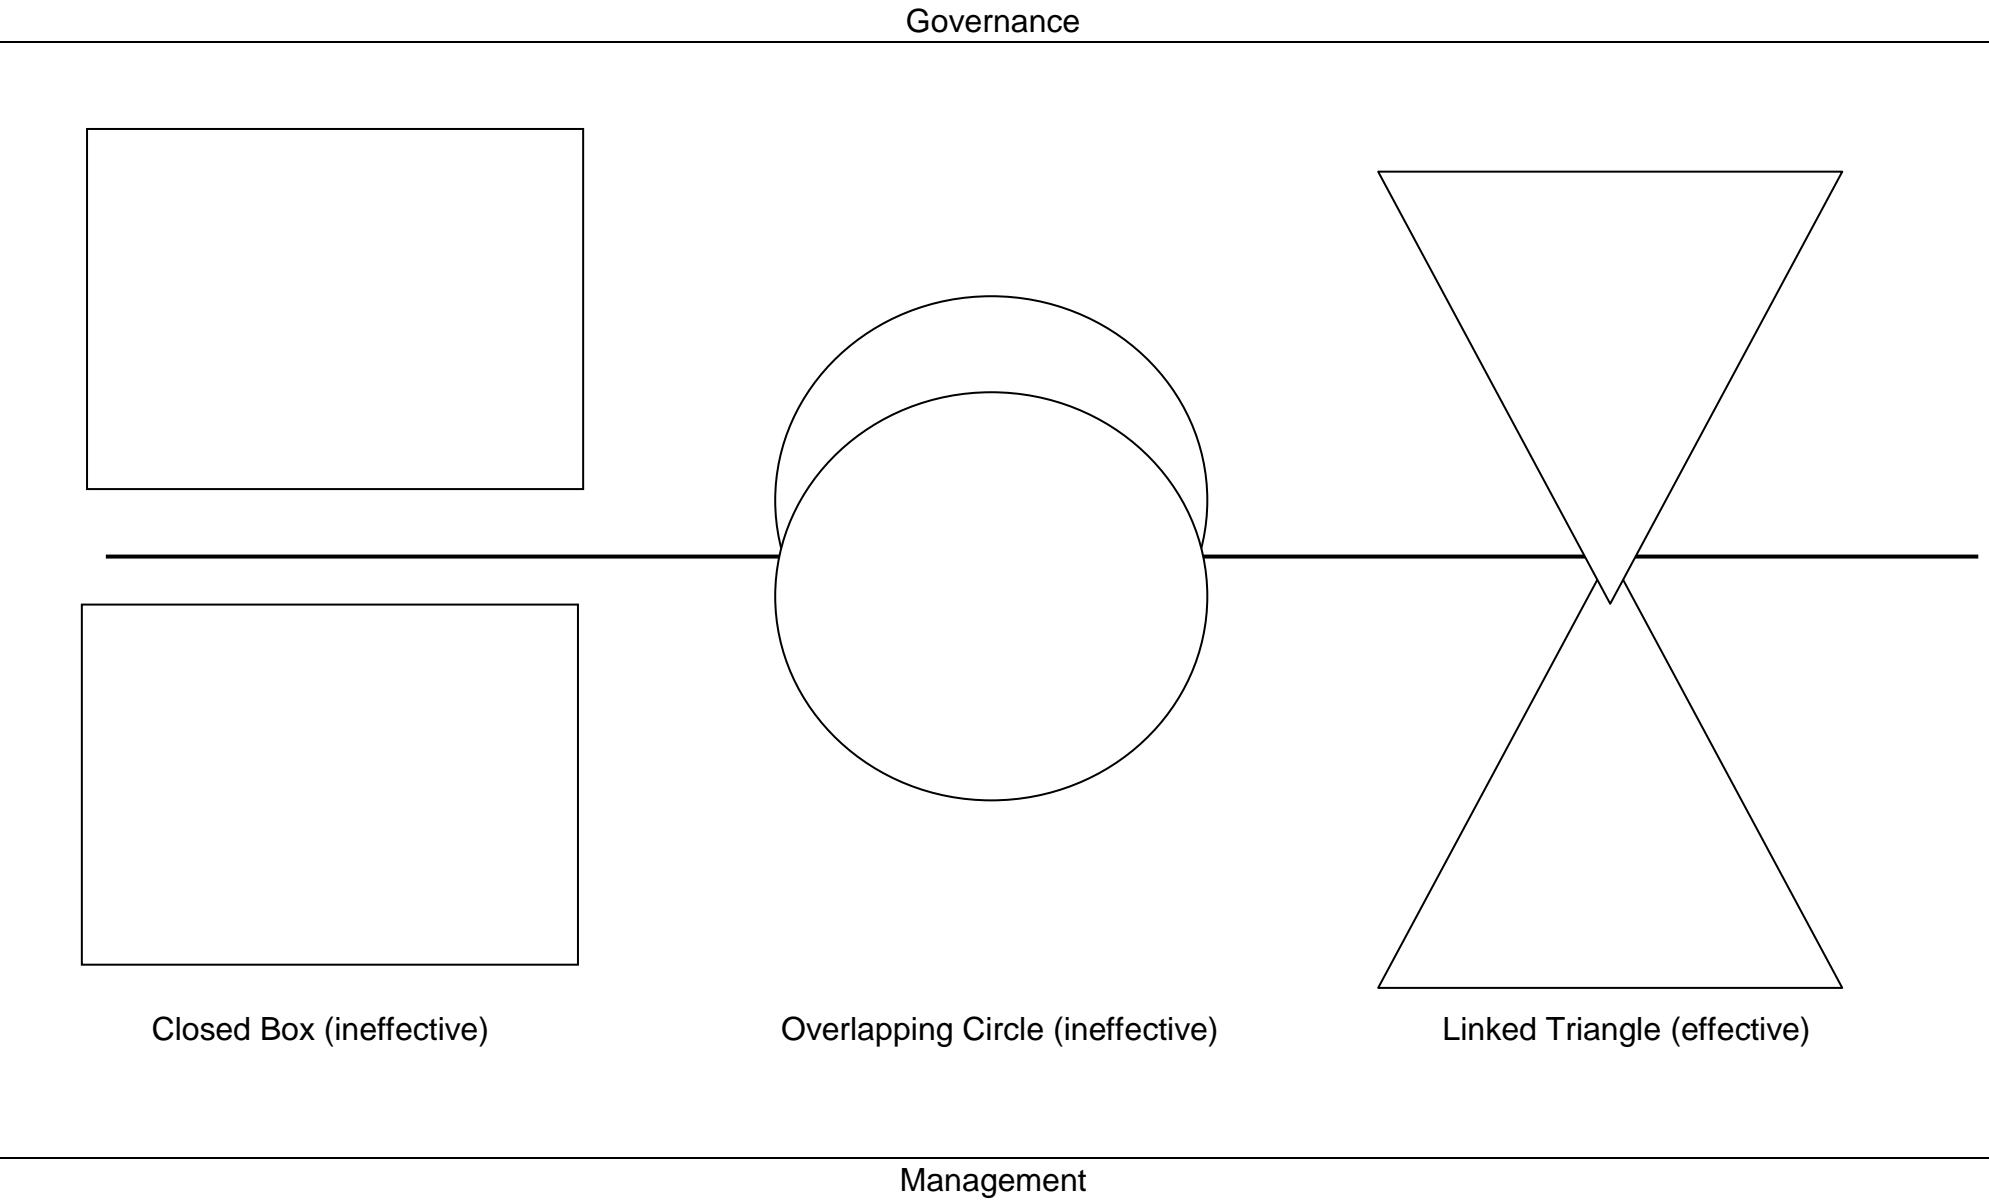 Governance
Closed Box (ineffective)
Overlapping Circle (ineffective)
Linked Triangle (effective)
Management